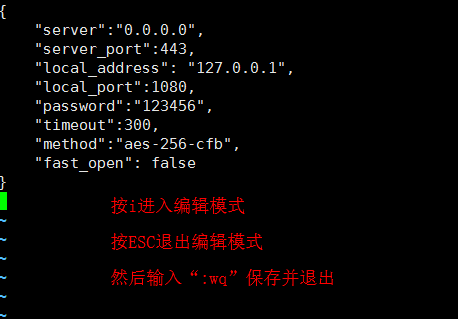 {
"server":"0.0.0.0",
"server_port":443,
"local_address": "127.0.0.1",
"local_port":1080,
"password":"123456",
"timeout":300,
"method":"aes-256-cfb",
"fast_open": false
}
~ 按i进入编辑模式
~
~ 按ESC退出编辑模式
~
~ 然后输入“:wq”保存并退出
~